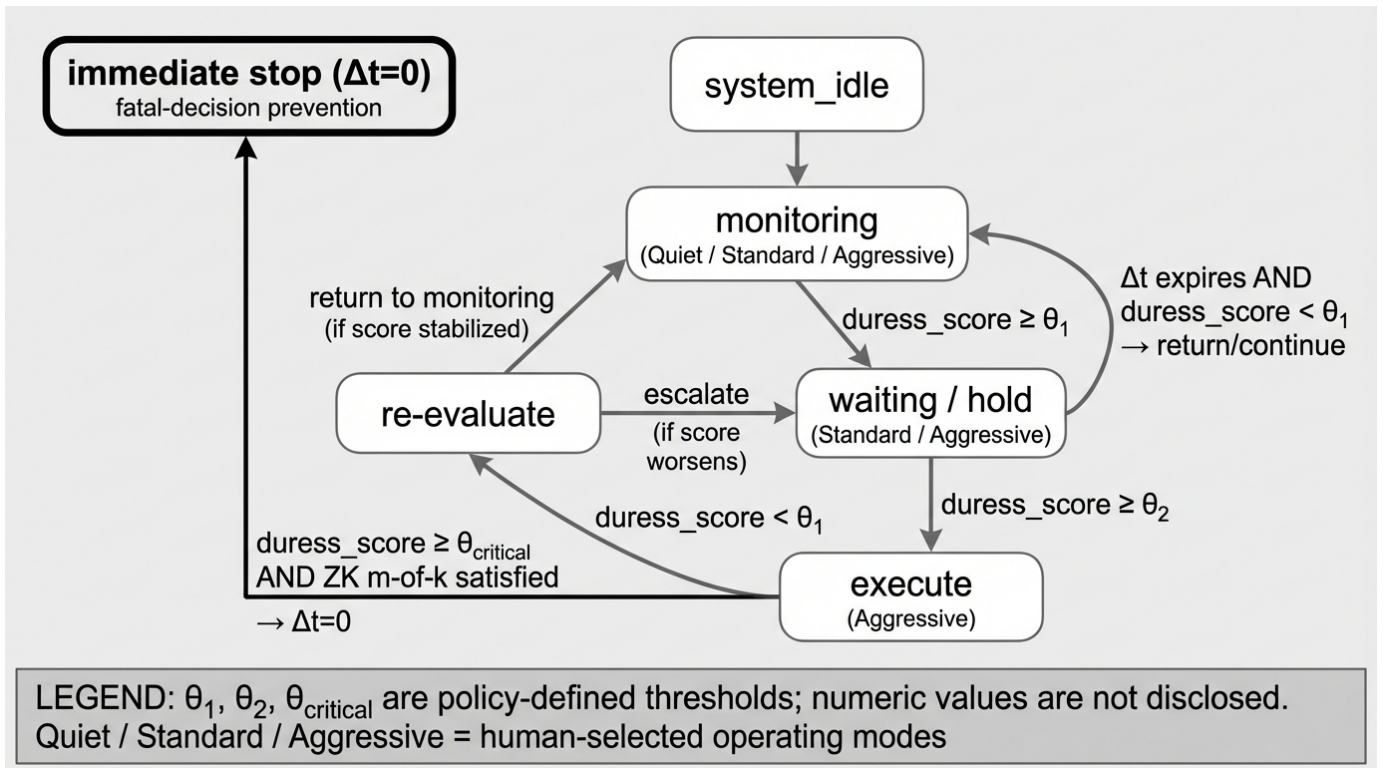 immediate stop (Δt=0)
fatal-decision prevention
system_idle
monitoring
(Quiet / Standard / Aggressive)
return to monitoring
(if score stabilized)
duress_score ≥ θ₁
Δt expires AND
duress_score < θ₁
→ return/continue
re-evaluate
escalate
(if score
worsens)
waiting / hold
(Standard / Aggressive)
duress_score < θ₁
duress_score ≥ θ₂
duress_score ≥ θcritical
AND ZK m-of-k satisfied
→ Δt=0
execute
(Aggressive)
LEGEND: θ₁, θ₂, θcritical are policy-defined thresholds; numeric values are not disclosed.
Quiet / Standard / Aggressive = human-selected operating modes